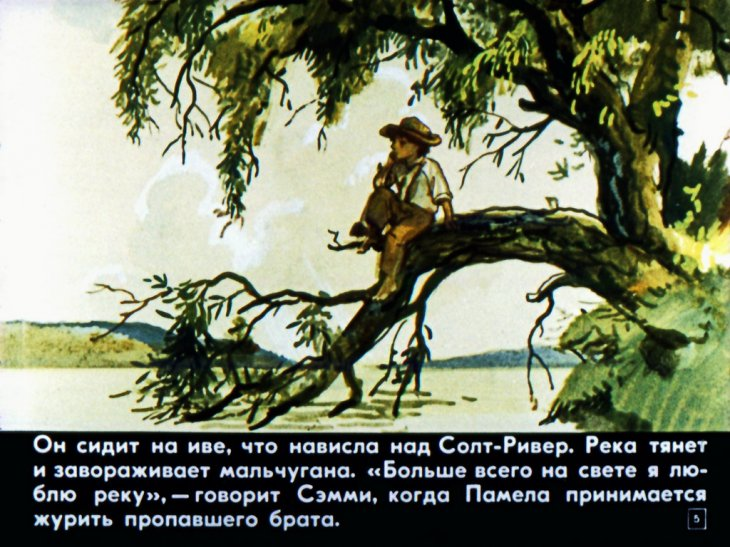 Он сидит на иве, что нависла над Солт-Ривер. Река тянет
и завораживает мальчугана. «Больше всего на свете я лю-
блю реку», — говорит Сэмми, когда Памела принимается
журить пропавшего брата.
5